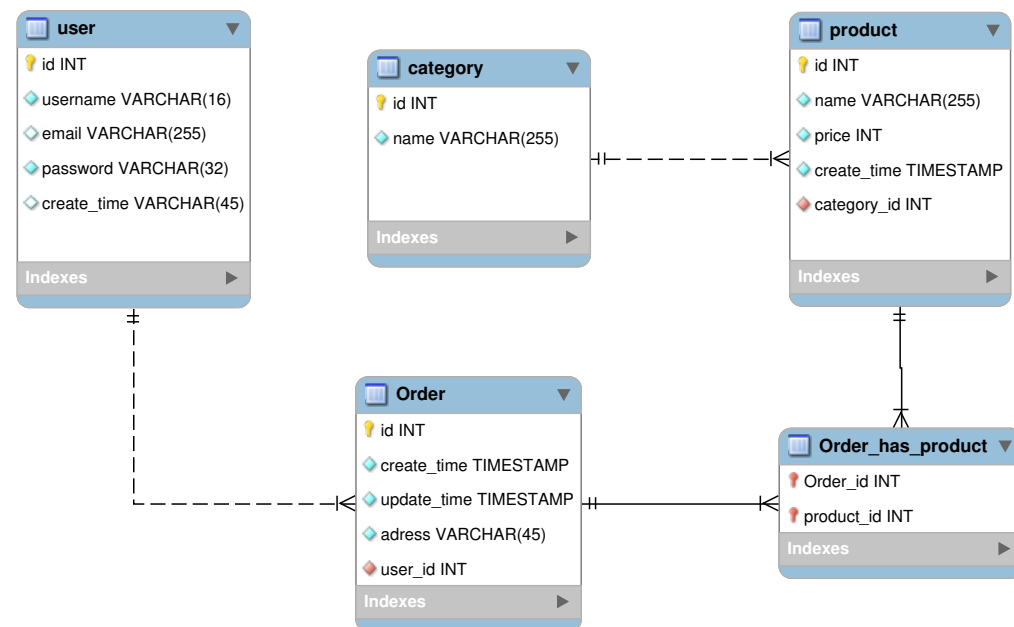 user
id INT
username VARCHAR(16)
email VARCHAR(255)
password VARCHAR(32)
create_time VARCHAR(45)
Indexes
category
id INT
name VARCHAR(255)
Indexes
product
id INT
name VARCHAR(255)
price INT
create_time TIMESTAMP
category_id INT
Indexes
Order
id INT
create_time TIMESTAMP
update_time TIMESTAMP
adress VARCHAR(45)
user_id INT
Indexes
Order_has_product
Order_id INT
product_id INT
Indexes